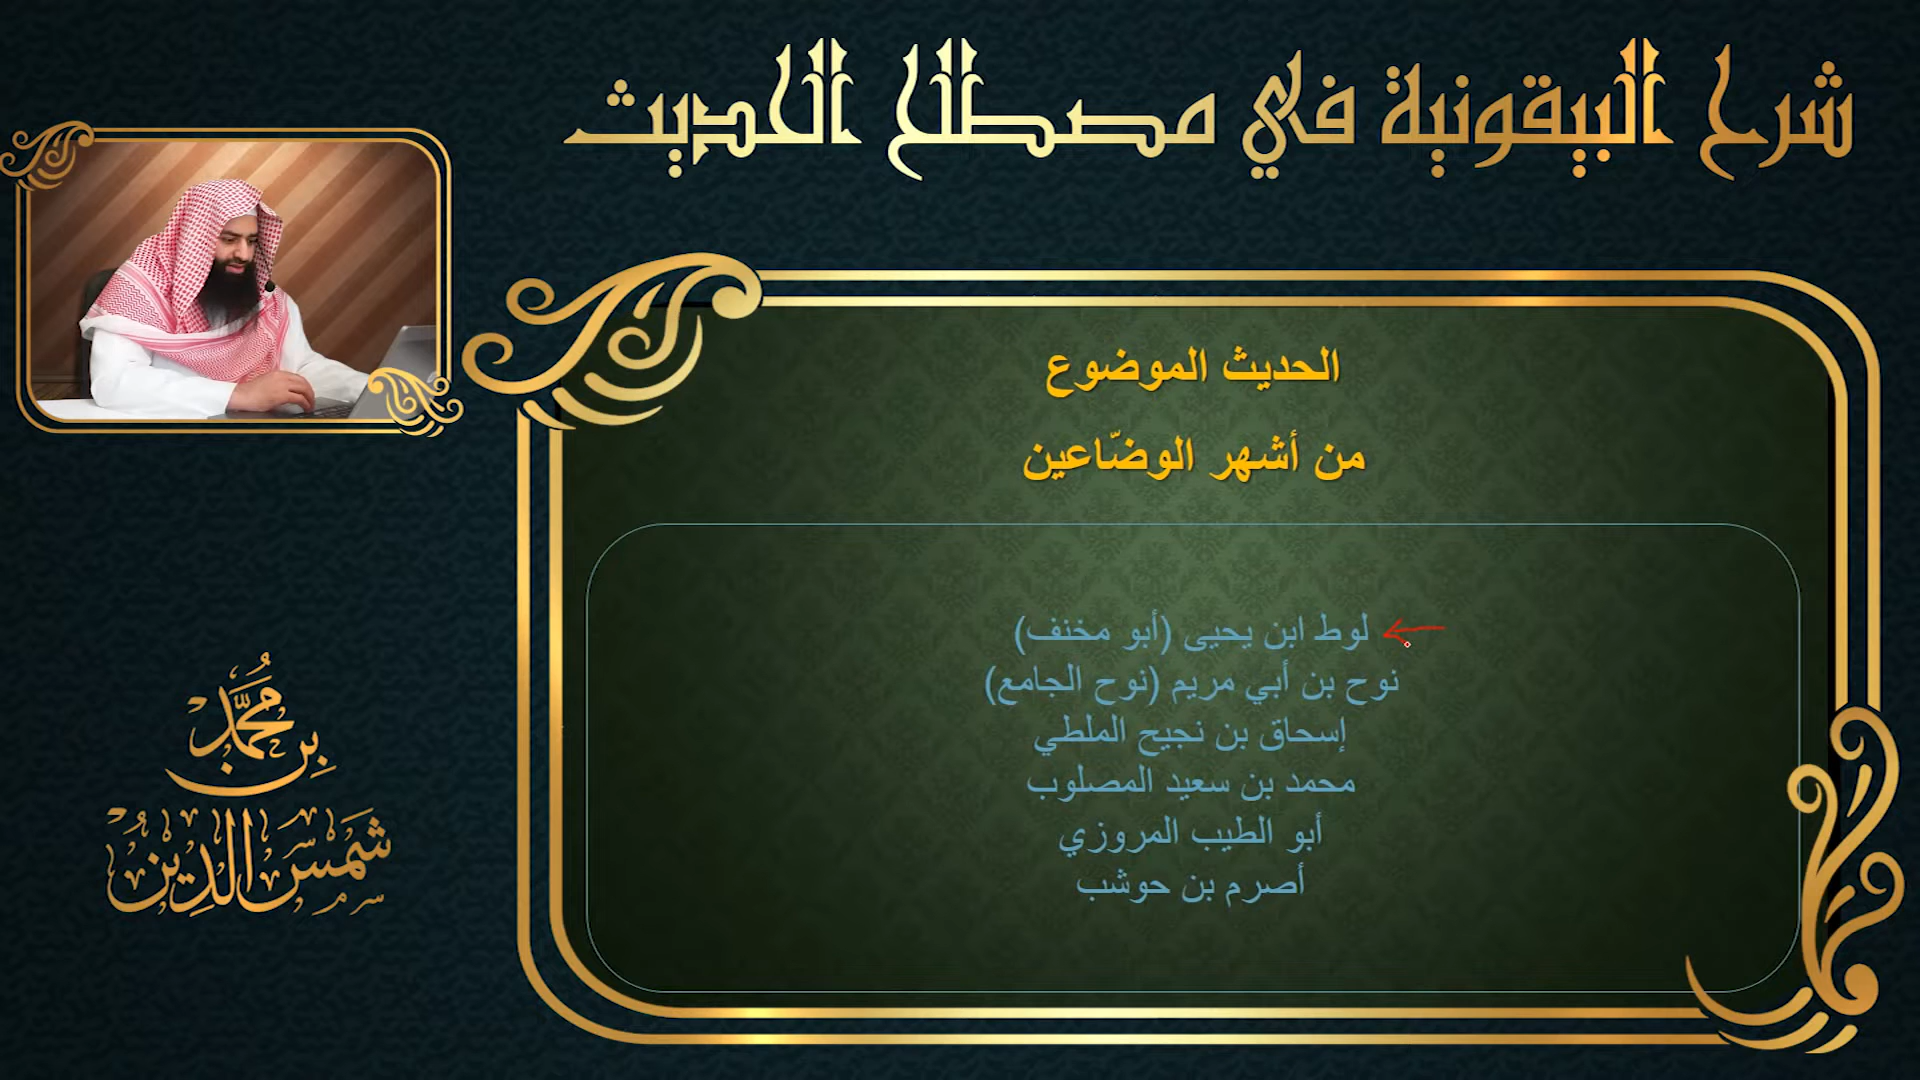 شرح البيقونية في مصطلح الحديث
الحديث الموضوع
من أشهر الوضّاعين
لوط ابن يحيى (أبو مخنف)
نوح بن أبي مريم (نوح الجامع)
إسحاق بن نجيح الملطي
محمد بن سعيد المصلوب
أبو الطيب المروزي
أصرم بن حوشب
مُحَمَّد
بن
شمس الدين